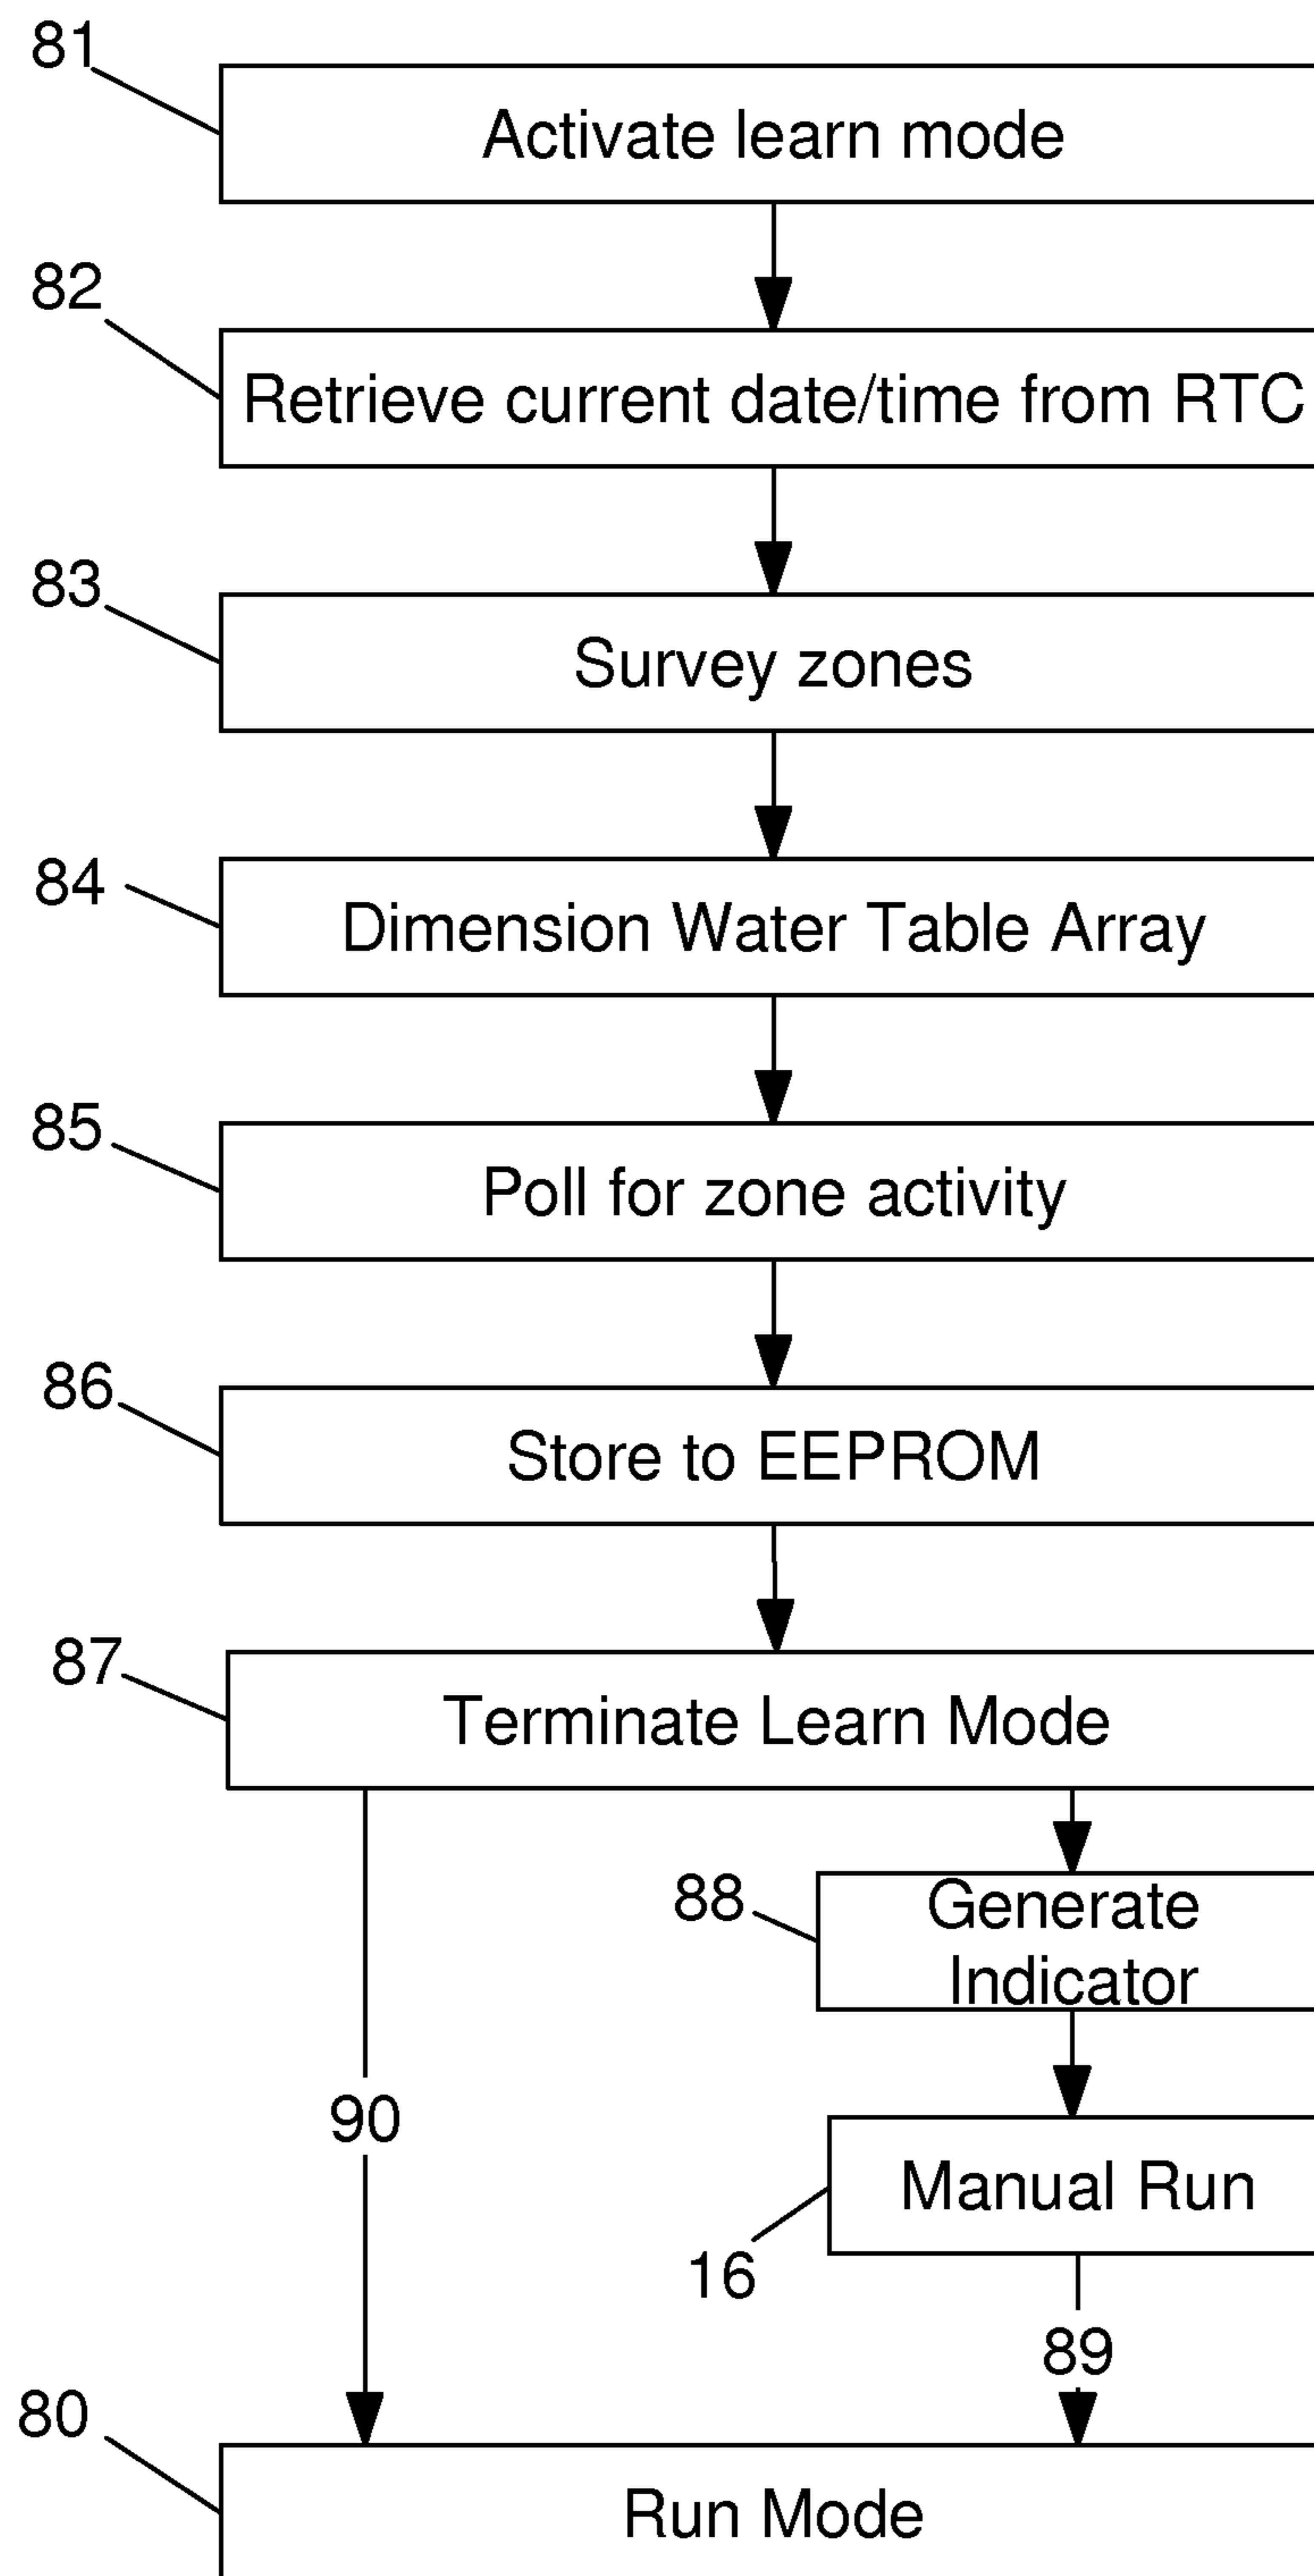 81
Activate learn mode
82
Retrieve current date/time from RTC
83
Survey zones
84
Dimension Water Table Array
85
Poll for zone activity
86
Store to EEPROM
87
Terminate Learn Mode
88
Generate
Indicator
90
Manual Run
16
89
80
Run Mode